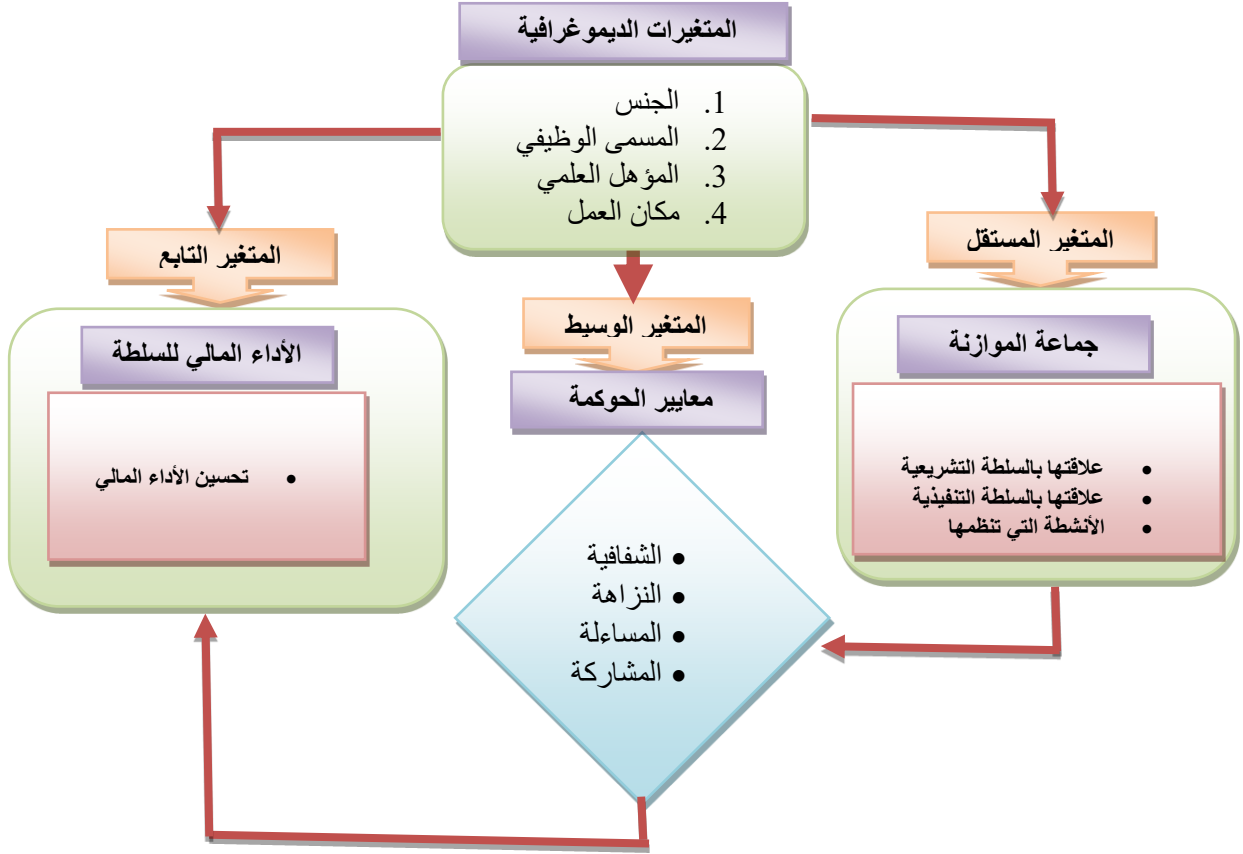 المتغيرات الديموغرافية
1. الجنس
2. المسمى الوظيفي
3. المؤهل العلمي
4. مكان العمل
المتغير المستقل
جماعة الموازنة
• علاقتها بالسلطة التشريعية
• علاقتها بالسلطة التنفيذية
• الأنشطة التي تنظمها
المتغير الوسيط
معايير الحوكمة
• الشفافية
• النزاهة
• المساءلة
• المشاركة
المتغير التابع
الأداء المالي للسلطة
• تحسين الأداء المالي